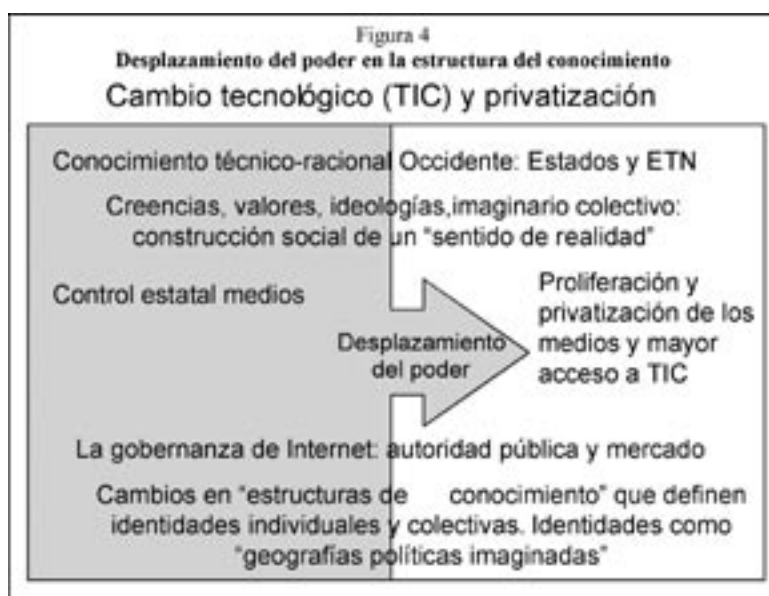 Figura 4
Desplazamiento del poder en la estructura del conocimiento
Cambio tecnológico (TIC) y privatización
Conocimiento técnico-racional Occidente: Estados y ETN
Creencias, valores, ideologías,imaginario colectivo:
construcción social de un “sentido de realidad”
Control estatal medios
Desplazamiento
del poder
Proliferación y
privatización de los
medios y mayor
acceso a TIC
La gobernanza de Internet: autoridad pública y mercado
Cambios en “estructuras de conocimiento” que definen
identidades individuales y colectivas. Identidades como
“geografías políticas imaginadas”